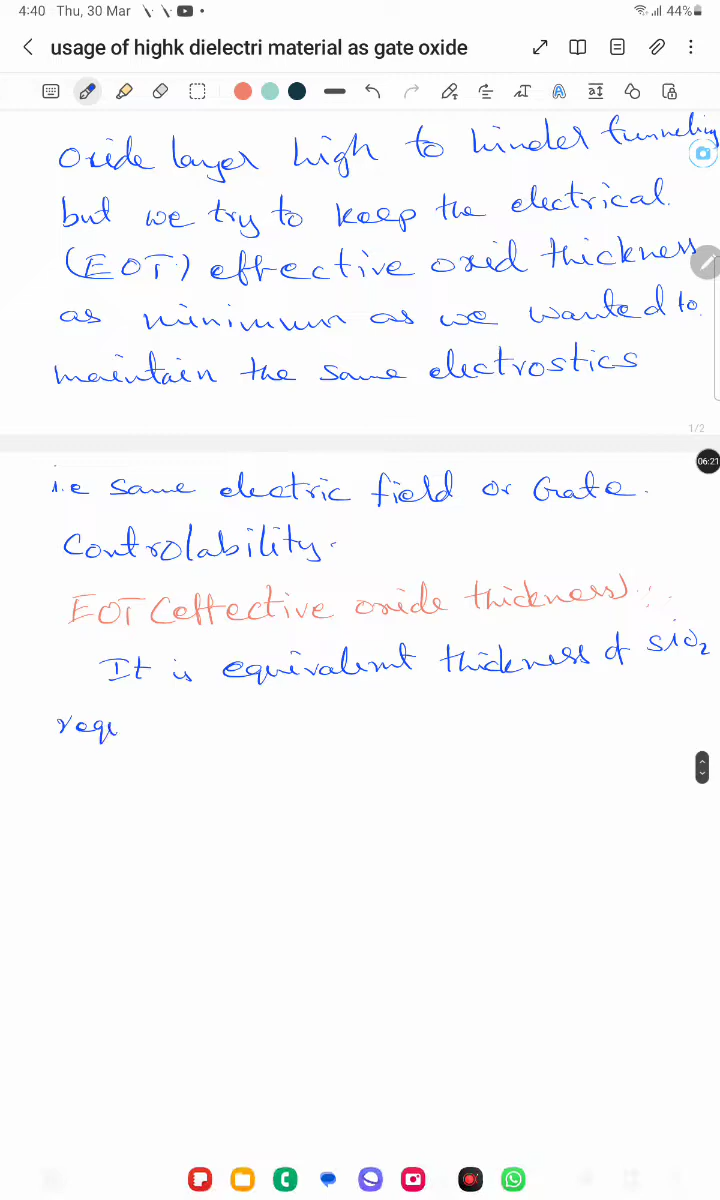 4:40 Thu, 30 Mar
44%
usage of highk dielectri material as gate oxide
oxide layer high to hinder tunneling
but we try to keep the electrical
(EOT) effective oxid thickness
as minimum as we wanted to
maintain the same electrostics
1/2
06:21
i.e same electric field or Gate
Controlability.
EOT (effective oxide thickness) :
It is equivalent thickness of SiO2
requ